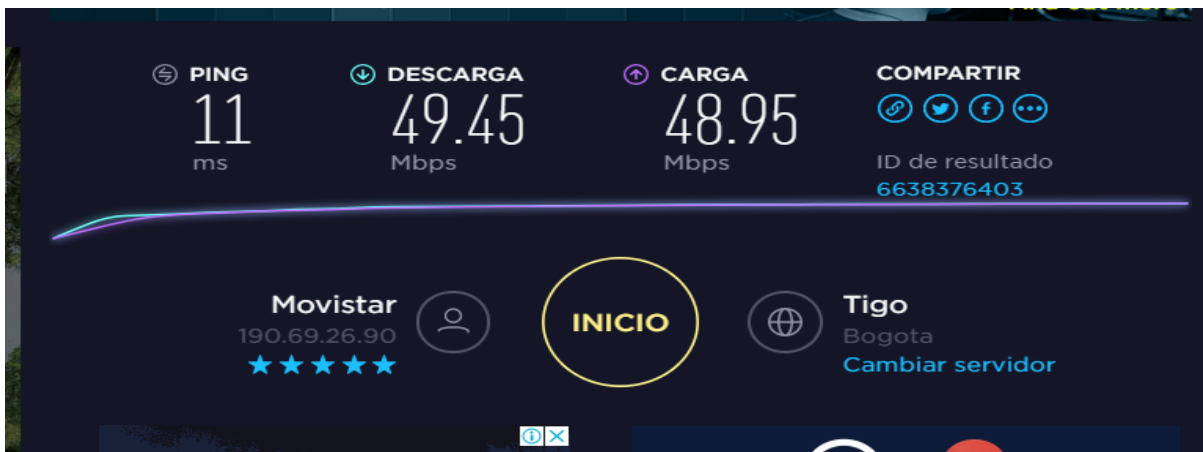 PING
11
ms
DESCARGA
49.45
Mbps
CARGA
48.95
Mbps
COMPARTIR
ID de resultado
6638376403
Movistar
190.69.26.90
INICIO
Tigo
Bogota
Cambiar servidor